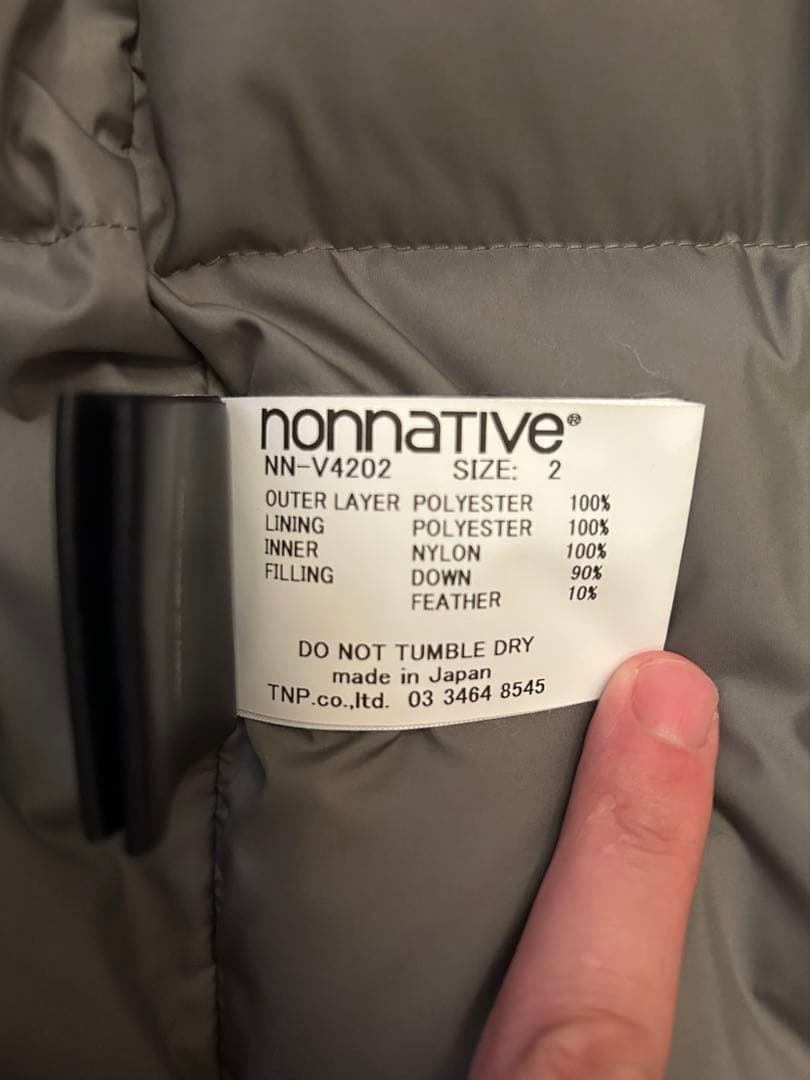 nonnative®
NN-V4202 SIZE: 2
OUTER LAYER POLYESTER 100%
LINING POLYESTER 100%
INNER NYLON 100%
FILLING DOWN 90%
FEATHER 10%
DO NOT TUMBLE DRY
made in Japan
TNP.co.,ltd. 03 3464 8545